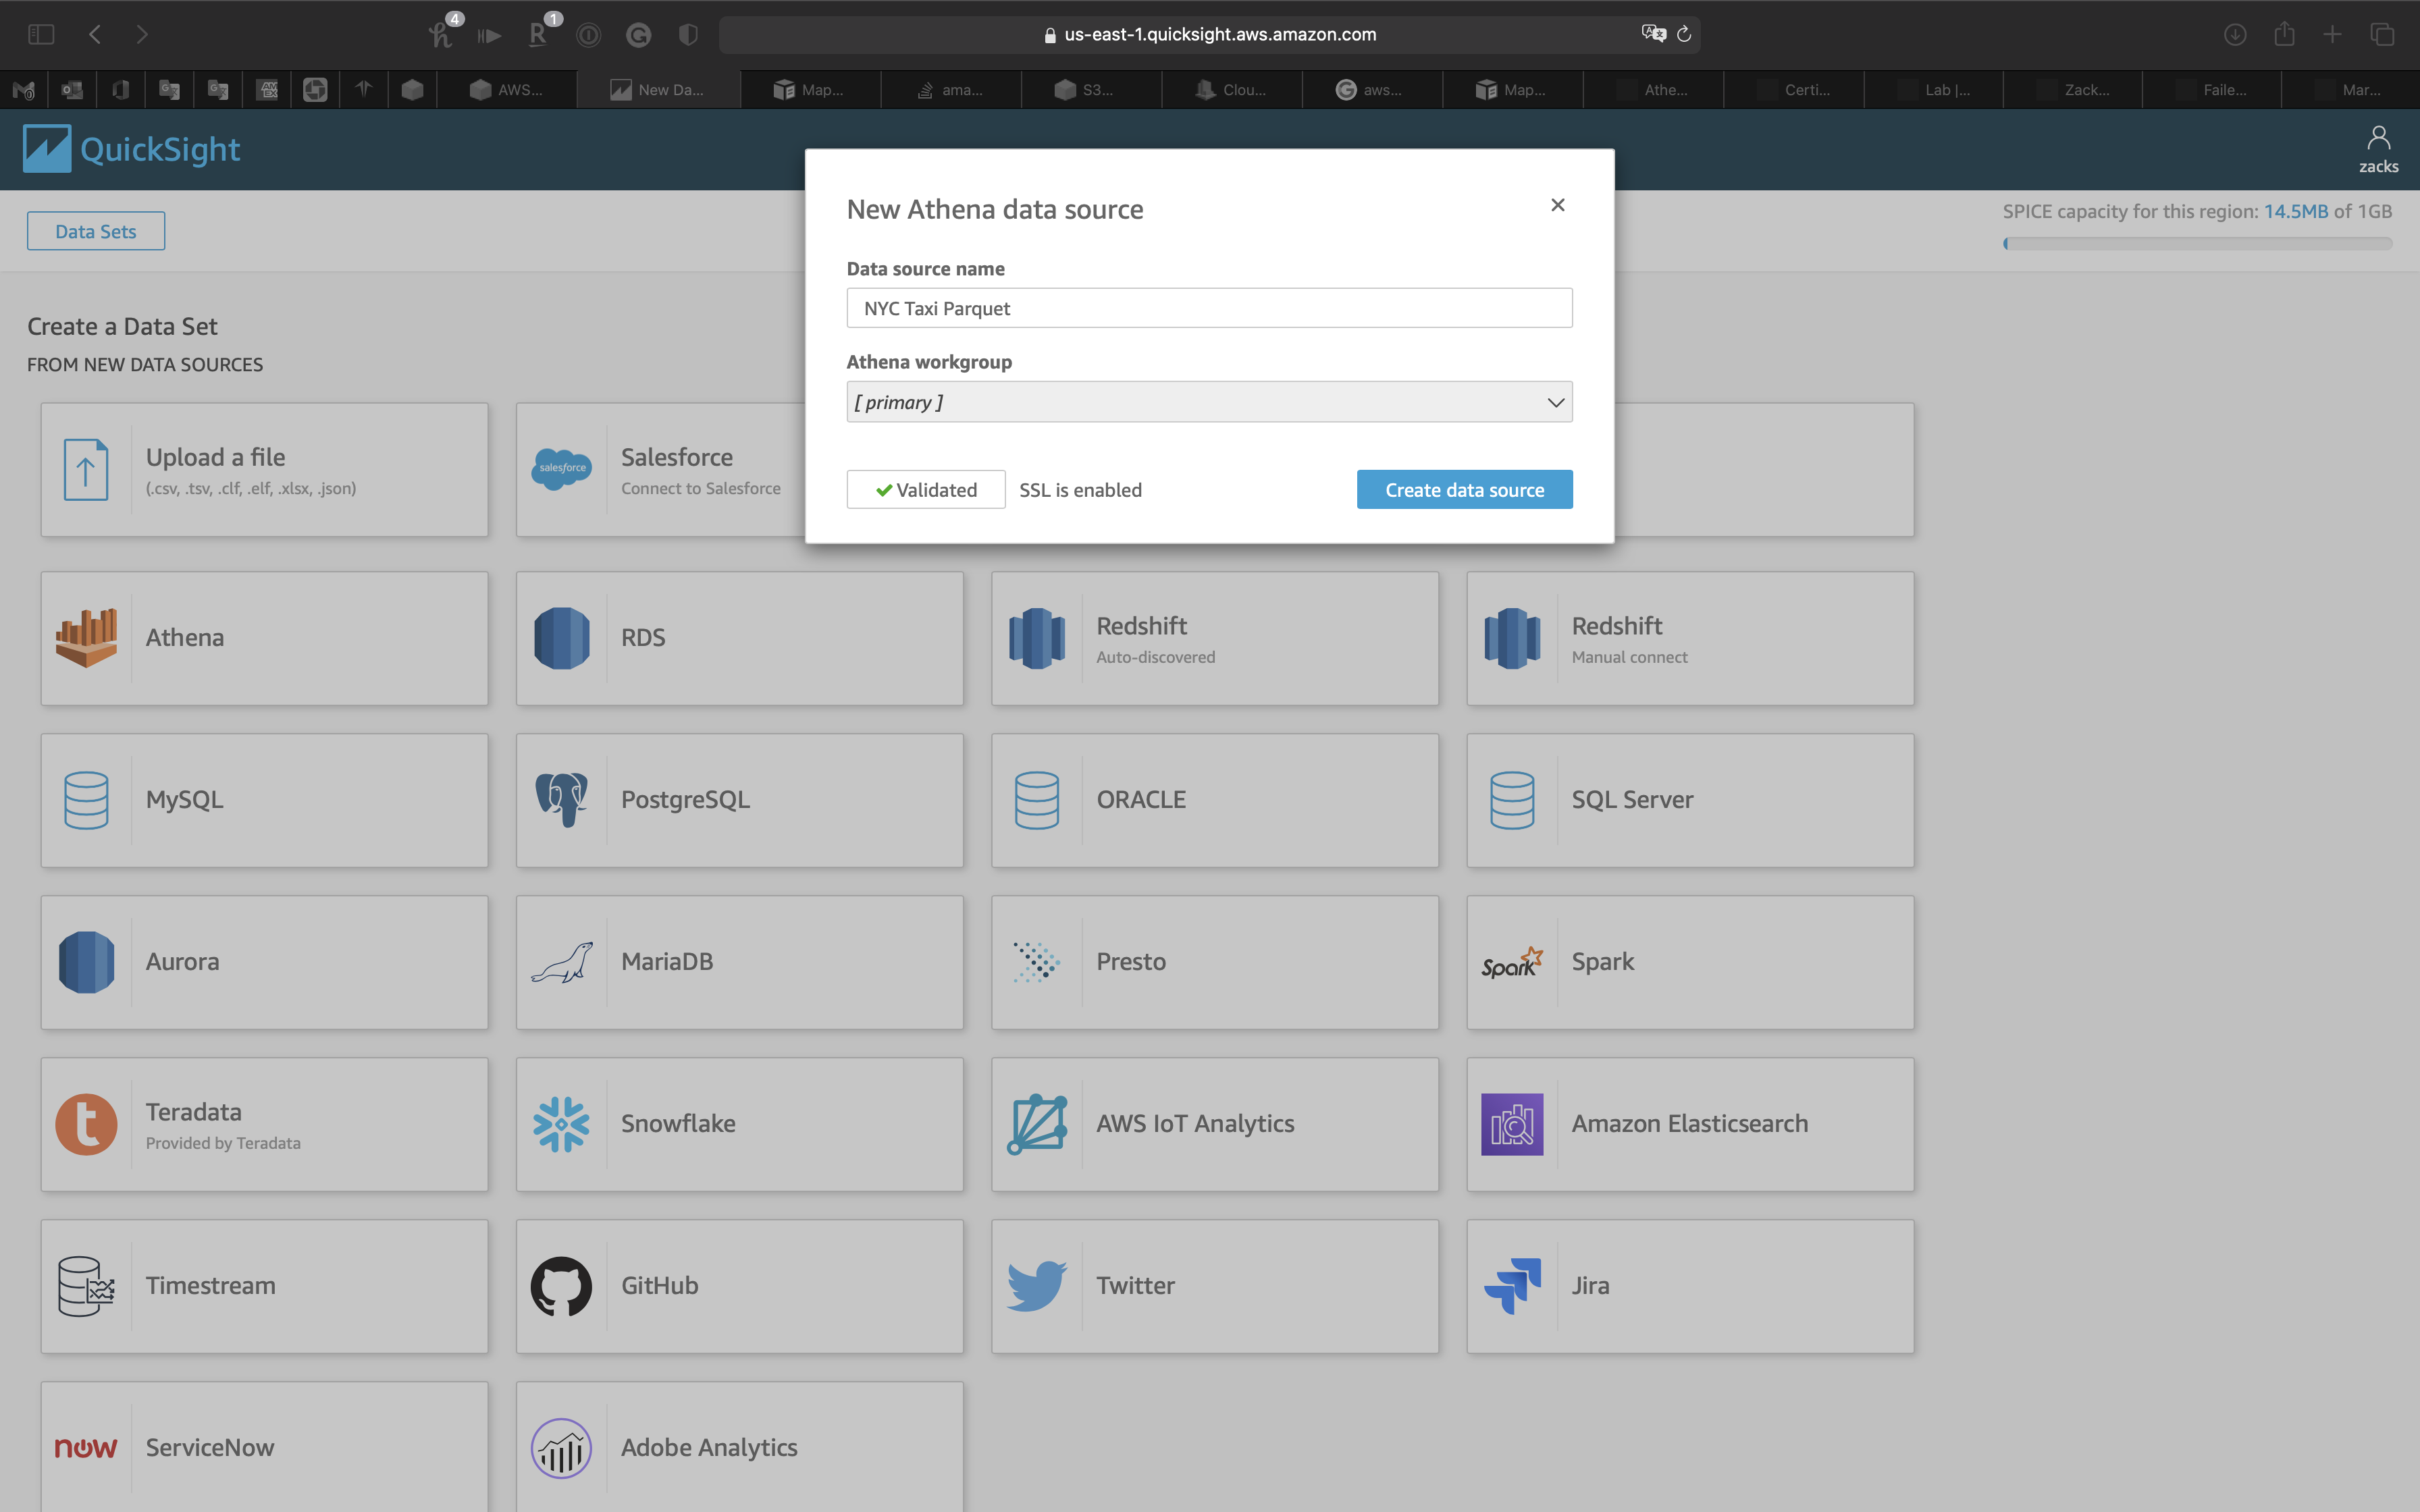 4
1
us-east-1.quicksight.aws.amazon.com
AWS...
New Da...
Map...
ama...
S3...
Clou...
aws...
Map...
Athe...
Certi...
Lab |...
Zack...
Faile...
Mar...
QuickSight
zacks
Data Sets
SPICE capacity for this region: 14.5MB of 1GB
New Athena data source
Data source name
NYC Taxi Parquet
Athena workgroup
[ primary ]
Validated
SSL is enabled
Create data source
Create a Data Set
FROM NEW DATA SOURCES
Upload a file
(.csv, .tsv, .clf, .elf, .xlsx, .json)
salesforce
Salesforce
Connect to Salesforce
Athena
RDS
Redshift
Auto-discovered
Redshift
Manual connect
MySQL
PostgreSQL
ORACLE
SQL Server
Aurora
MariaDB
Presto
Spark
Spark
Teradata
Provided by Teradata
Snowflake
AWS IoT Analytics
Amazon Elasticsearch
Timestream
GitHub
Twitter
Jira
now
ServiceNow
Adobe Analytics